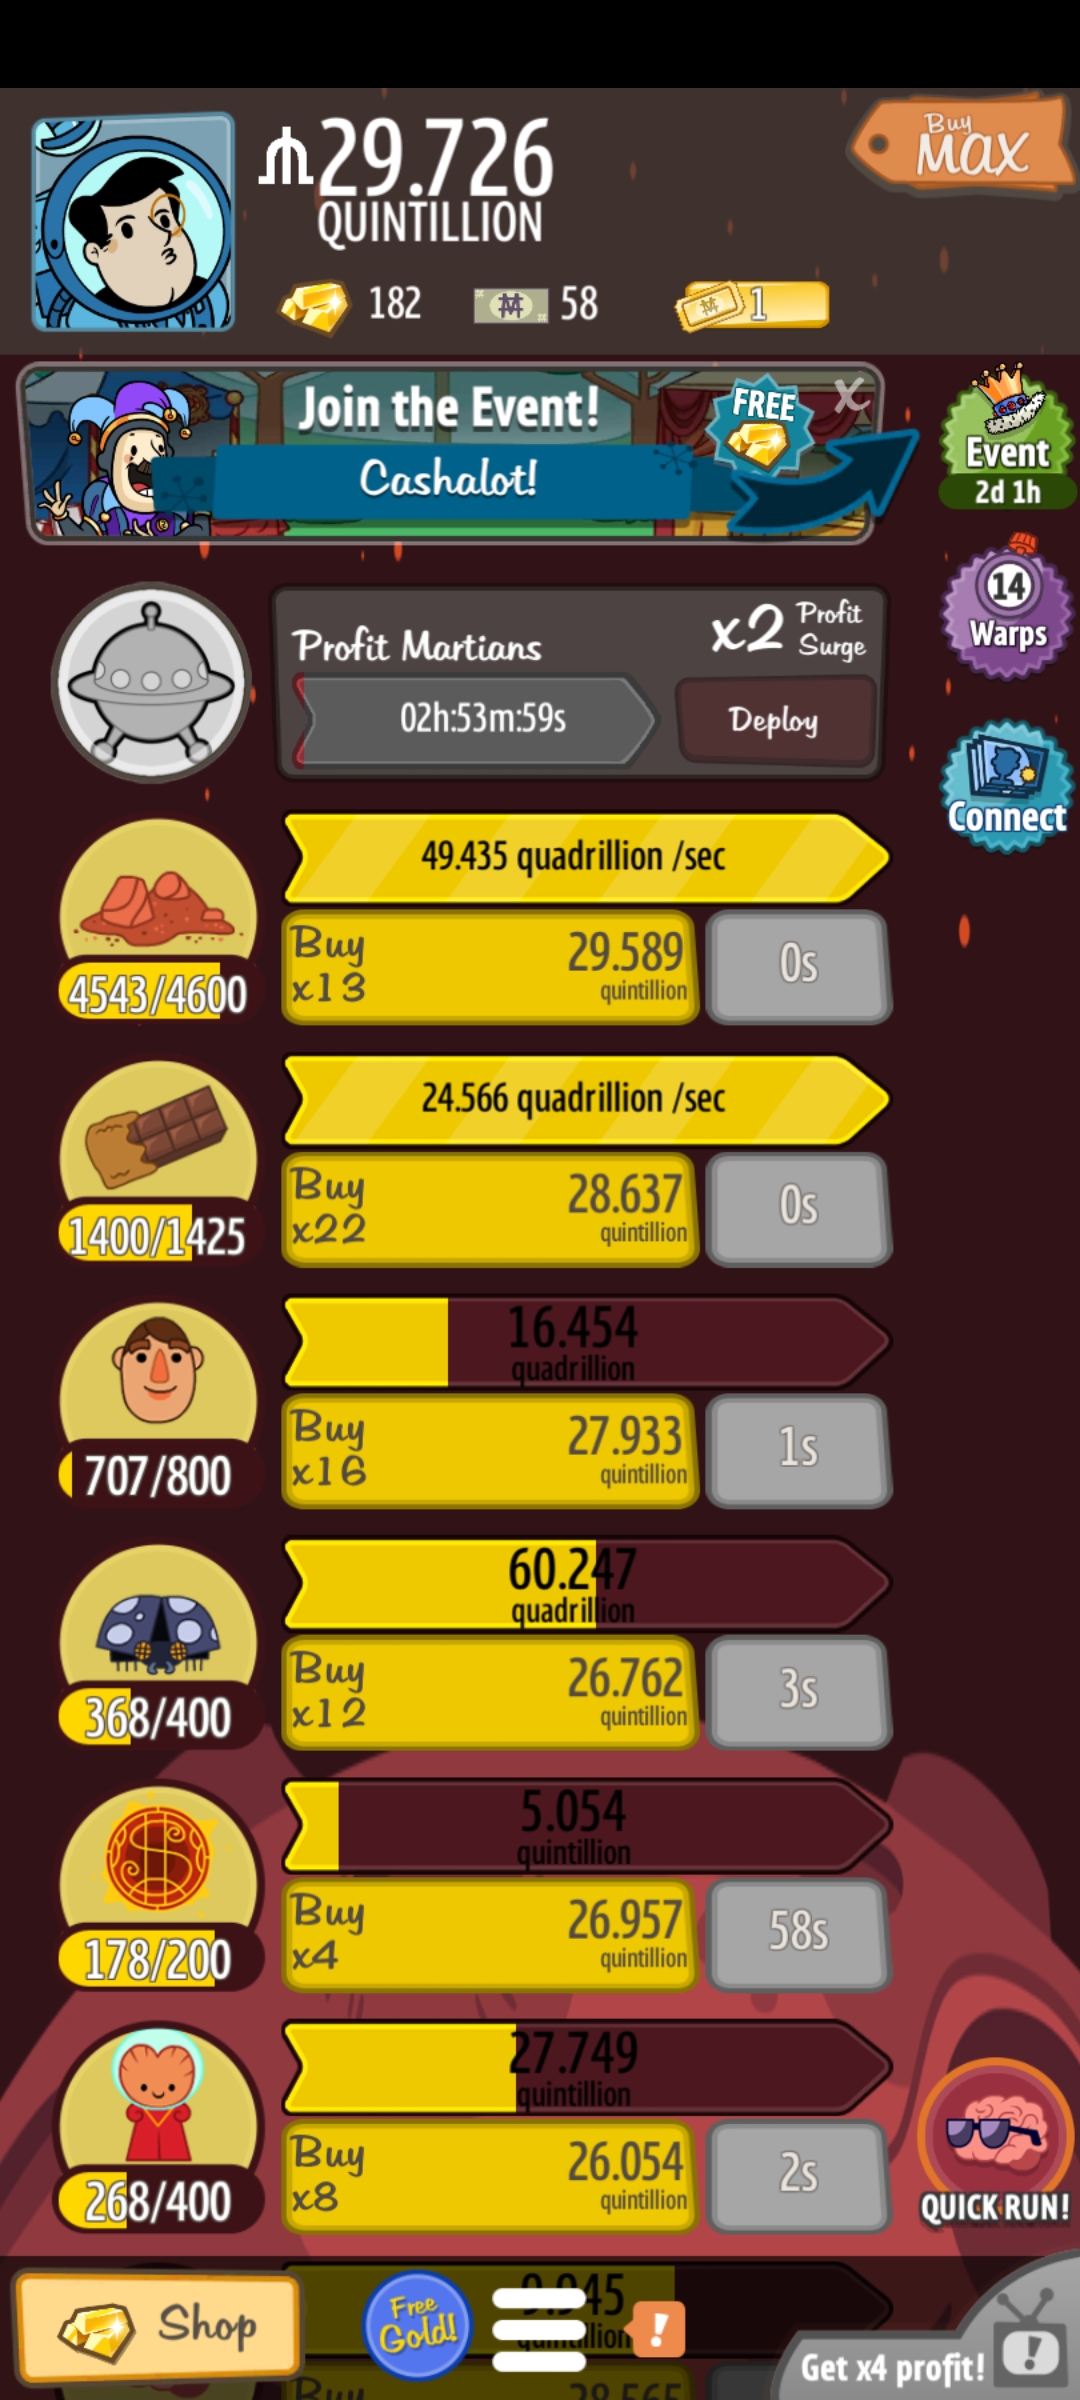 29.726
QUINTILLION
Buy
MAX
182
58
1
Join the Event!
Cashalot!
FREE
X
Event
2d 1h
14
Warps
Connect
Profit Martians
x2 Profit
Surge
02h:53m:59s
Deploy
49.435 quadrillion /sec
4543/4600
Buy
x13
29.589
quintillion
0s
24.566 quadrillion /sec
1400/1425
Buy
x22
28.637
quintillion
0s
16.454
quadrillion
707/800
Buy
x16
27.933
quintillion
1s
60.247
quadrillion
368/400
Buy
x12
26.762
quintillion
3s
5.054
quintillion
178/200
Buy
x4
26.957
quintillion
58s
27.749
quintillion
268/400
Buy
x8
26.054
quintillion
2s
QUICK RUN!
Shop
Free
Gold!
!
Get x4 profit!
!
Buy